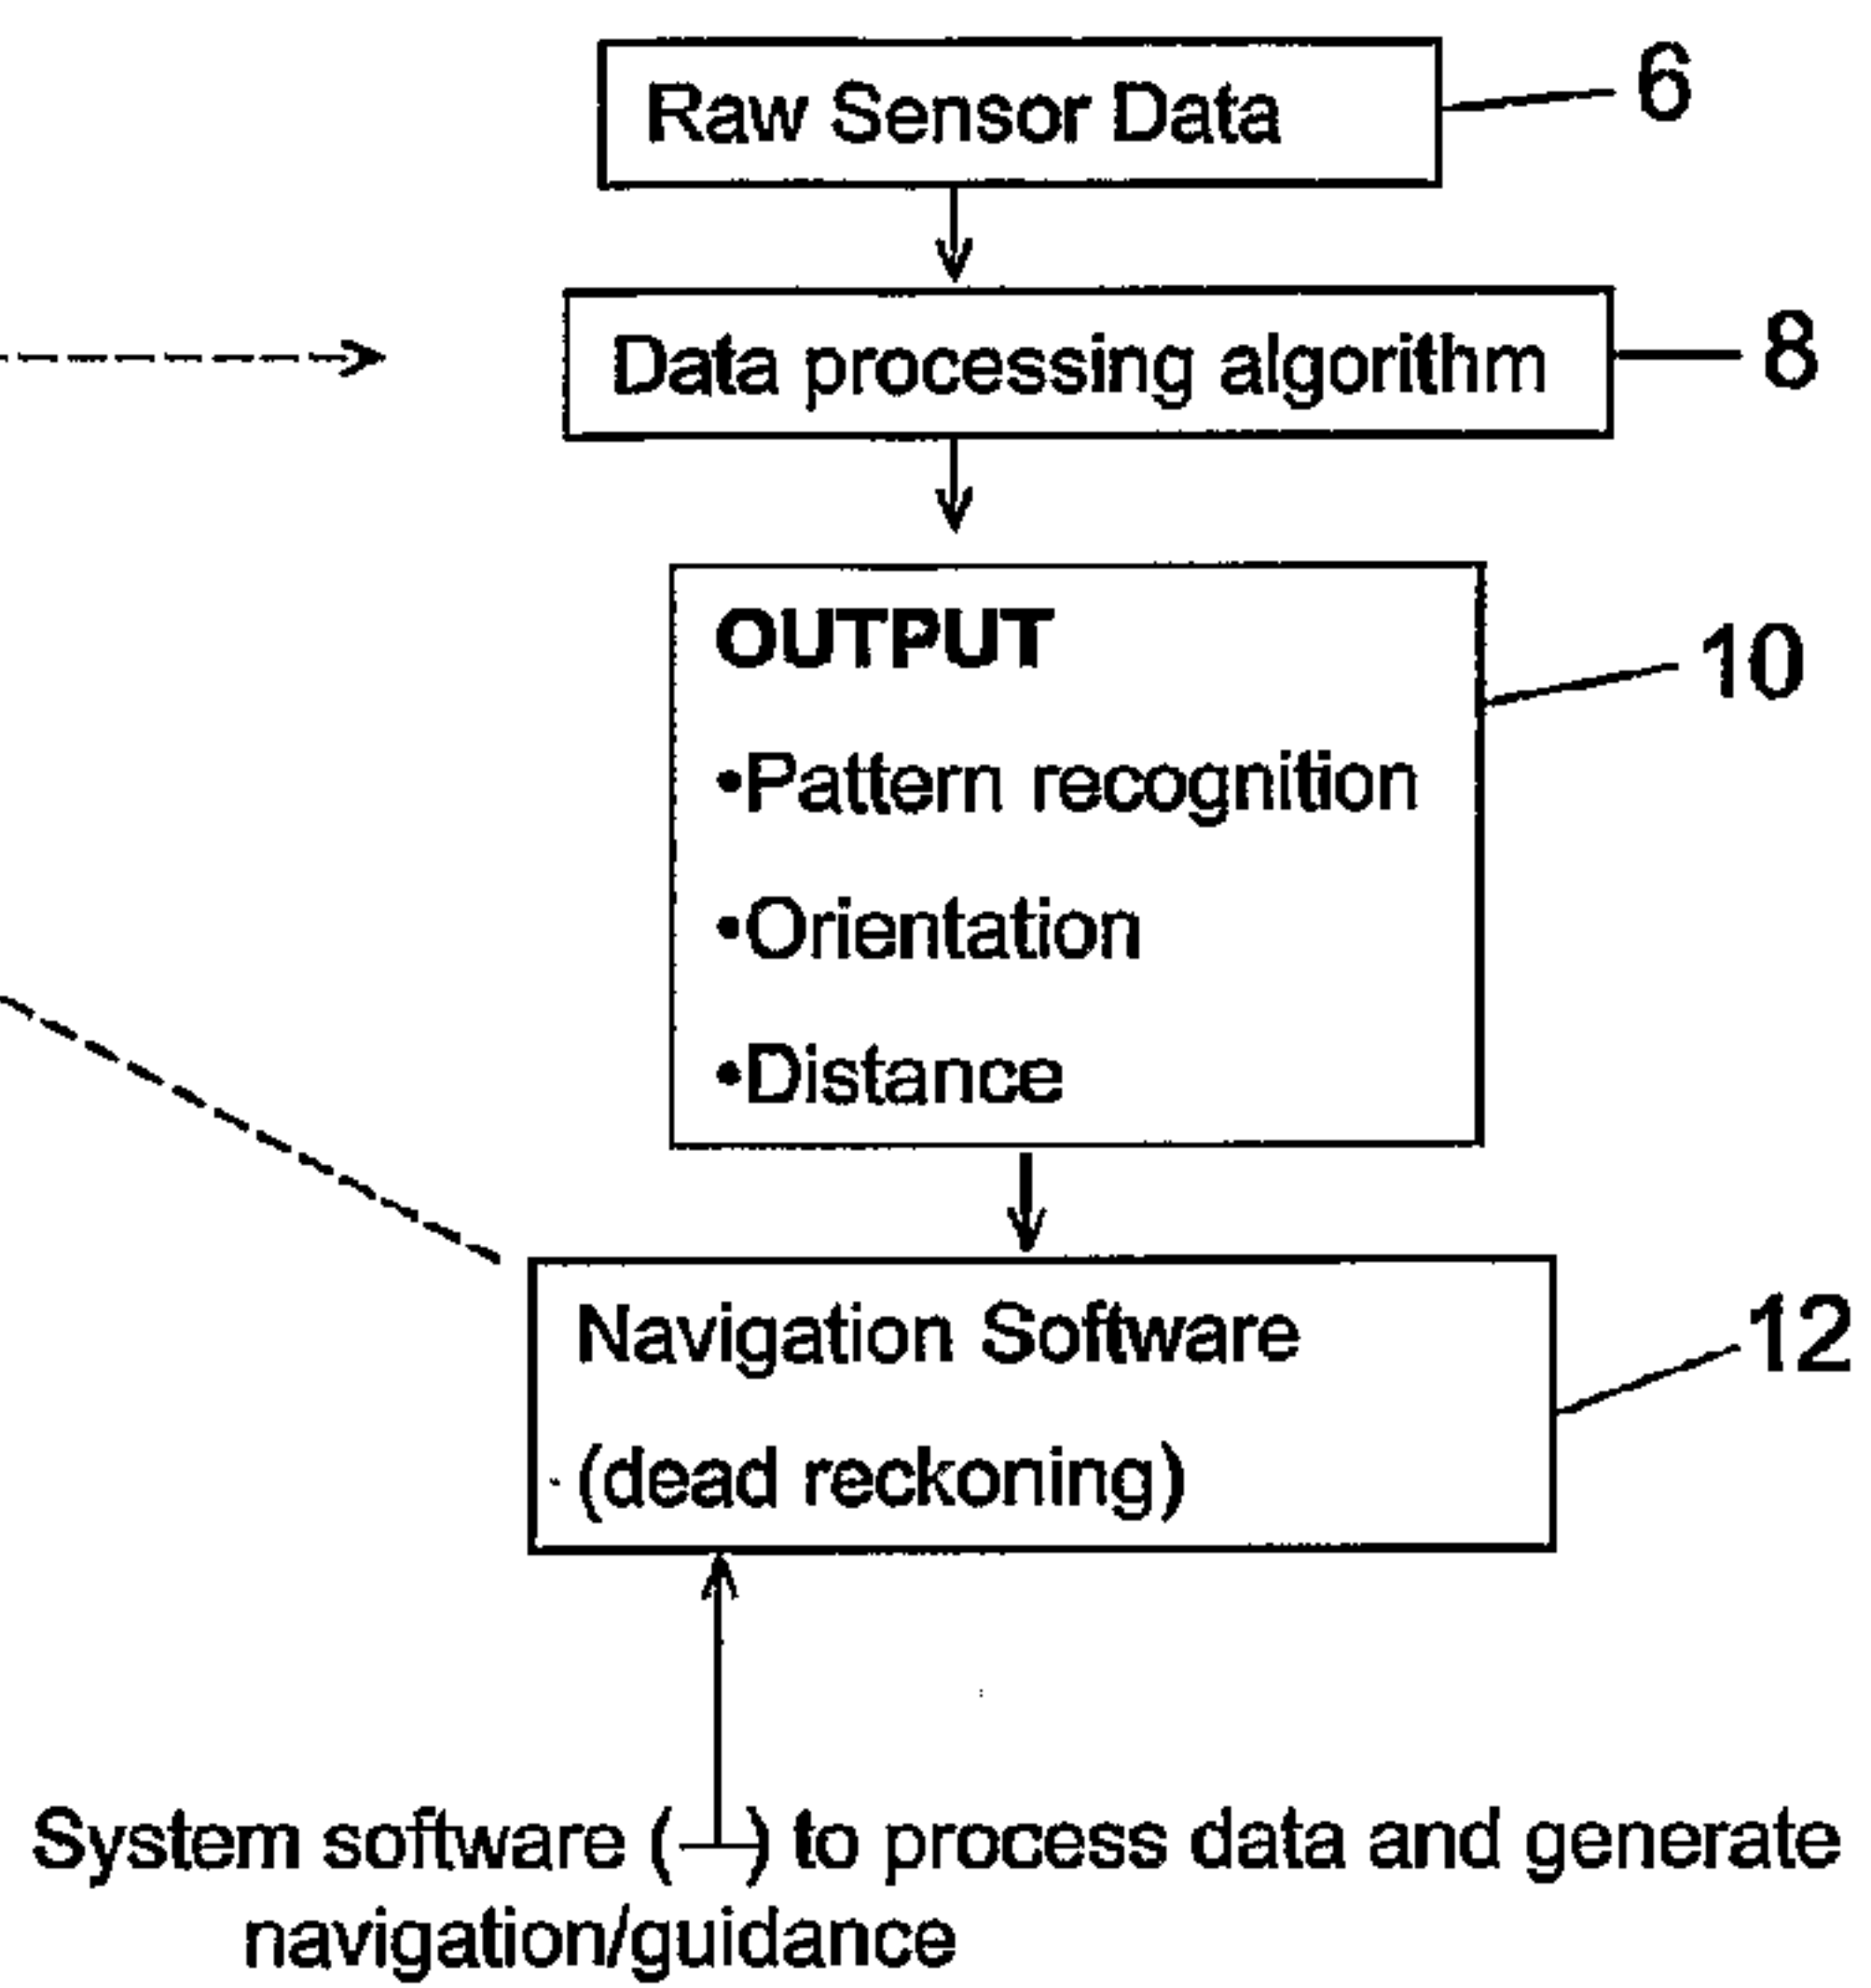 Raw Sensor Data 6
Data processing algorithm 8
OUTPUT
10
•Pattern recognition
•Orientation
•Distance
Navigation Software
12
(dead reckoning)
System software (—) to process data and generate
navigation/guidance